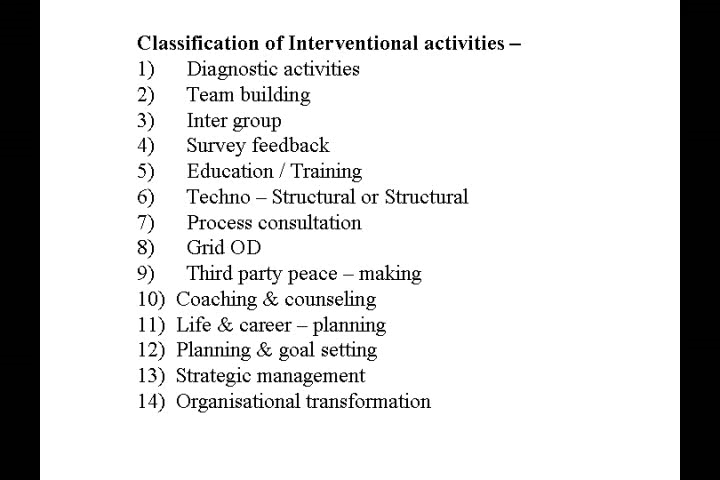 Classification of Interventional activities –
1) Diagnostic activities
2) Team building
3) Inter group
4) Survey feedback
5) Education / Training
6) Techno – Structural or Structural
7) Process consultation
8) Grid OD
9) Third party peace – making
10) Coaching & counseling
11) Life & career – planning
12) Planning & goal setting
13) Strategic management
14) Organisational transformation